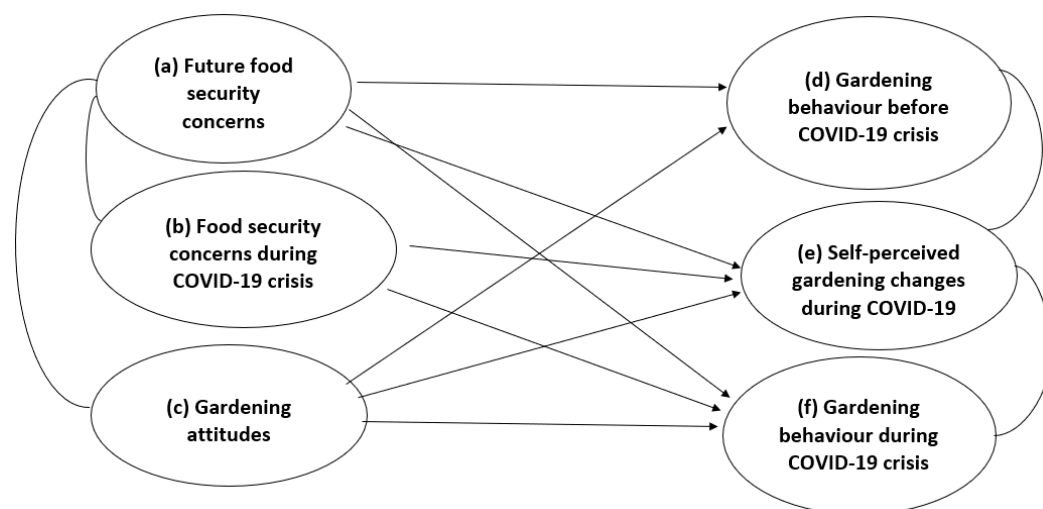 (a) Future food
security
concerns
(b) Food security
concerns during
COVID-19 crisis
(c) Gardening
attitudes
(d) Gardening
behaviour before
COVID-19 crisis
(e) Self-perceived
gardening changes
during COVID-19
(f) Gardening
behaviour during
COVID-19 crisis